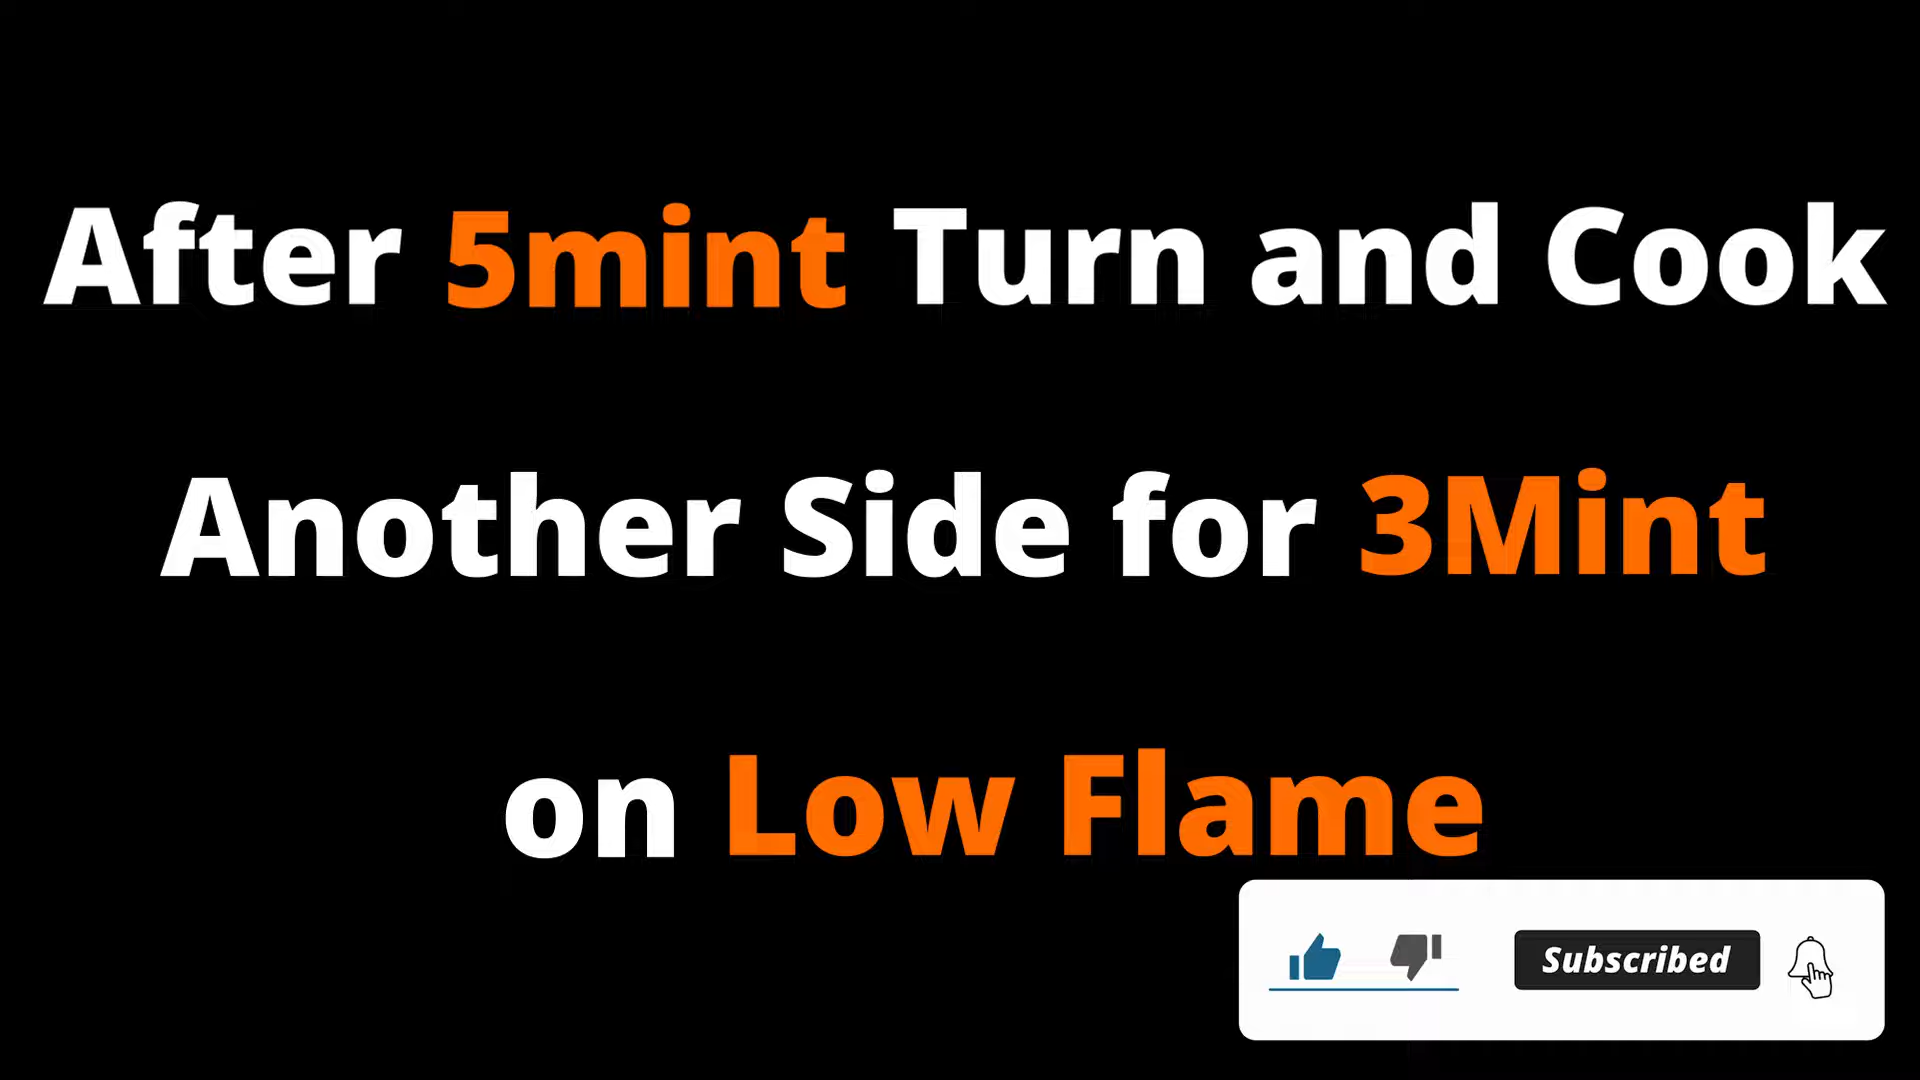 After 5mint Turn and Cook
Another Side for 3Mint
on Low Flame
Subscribed